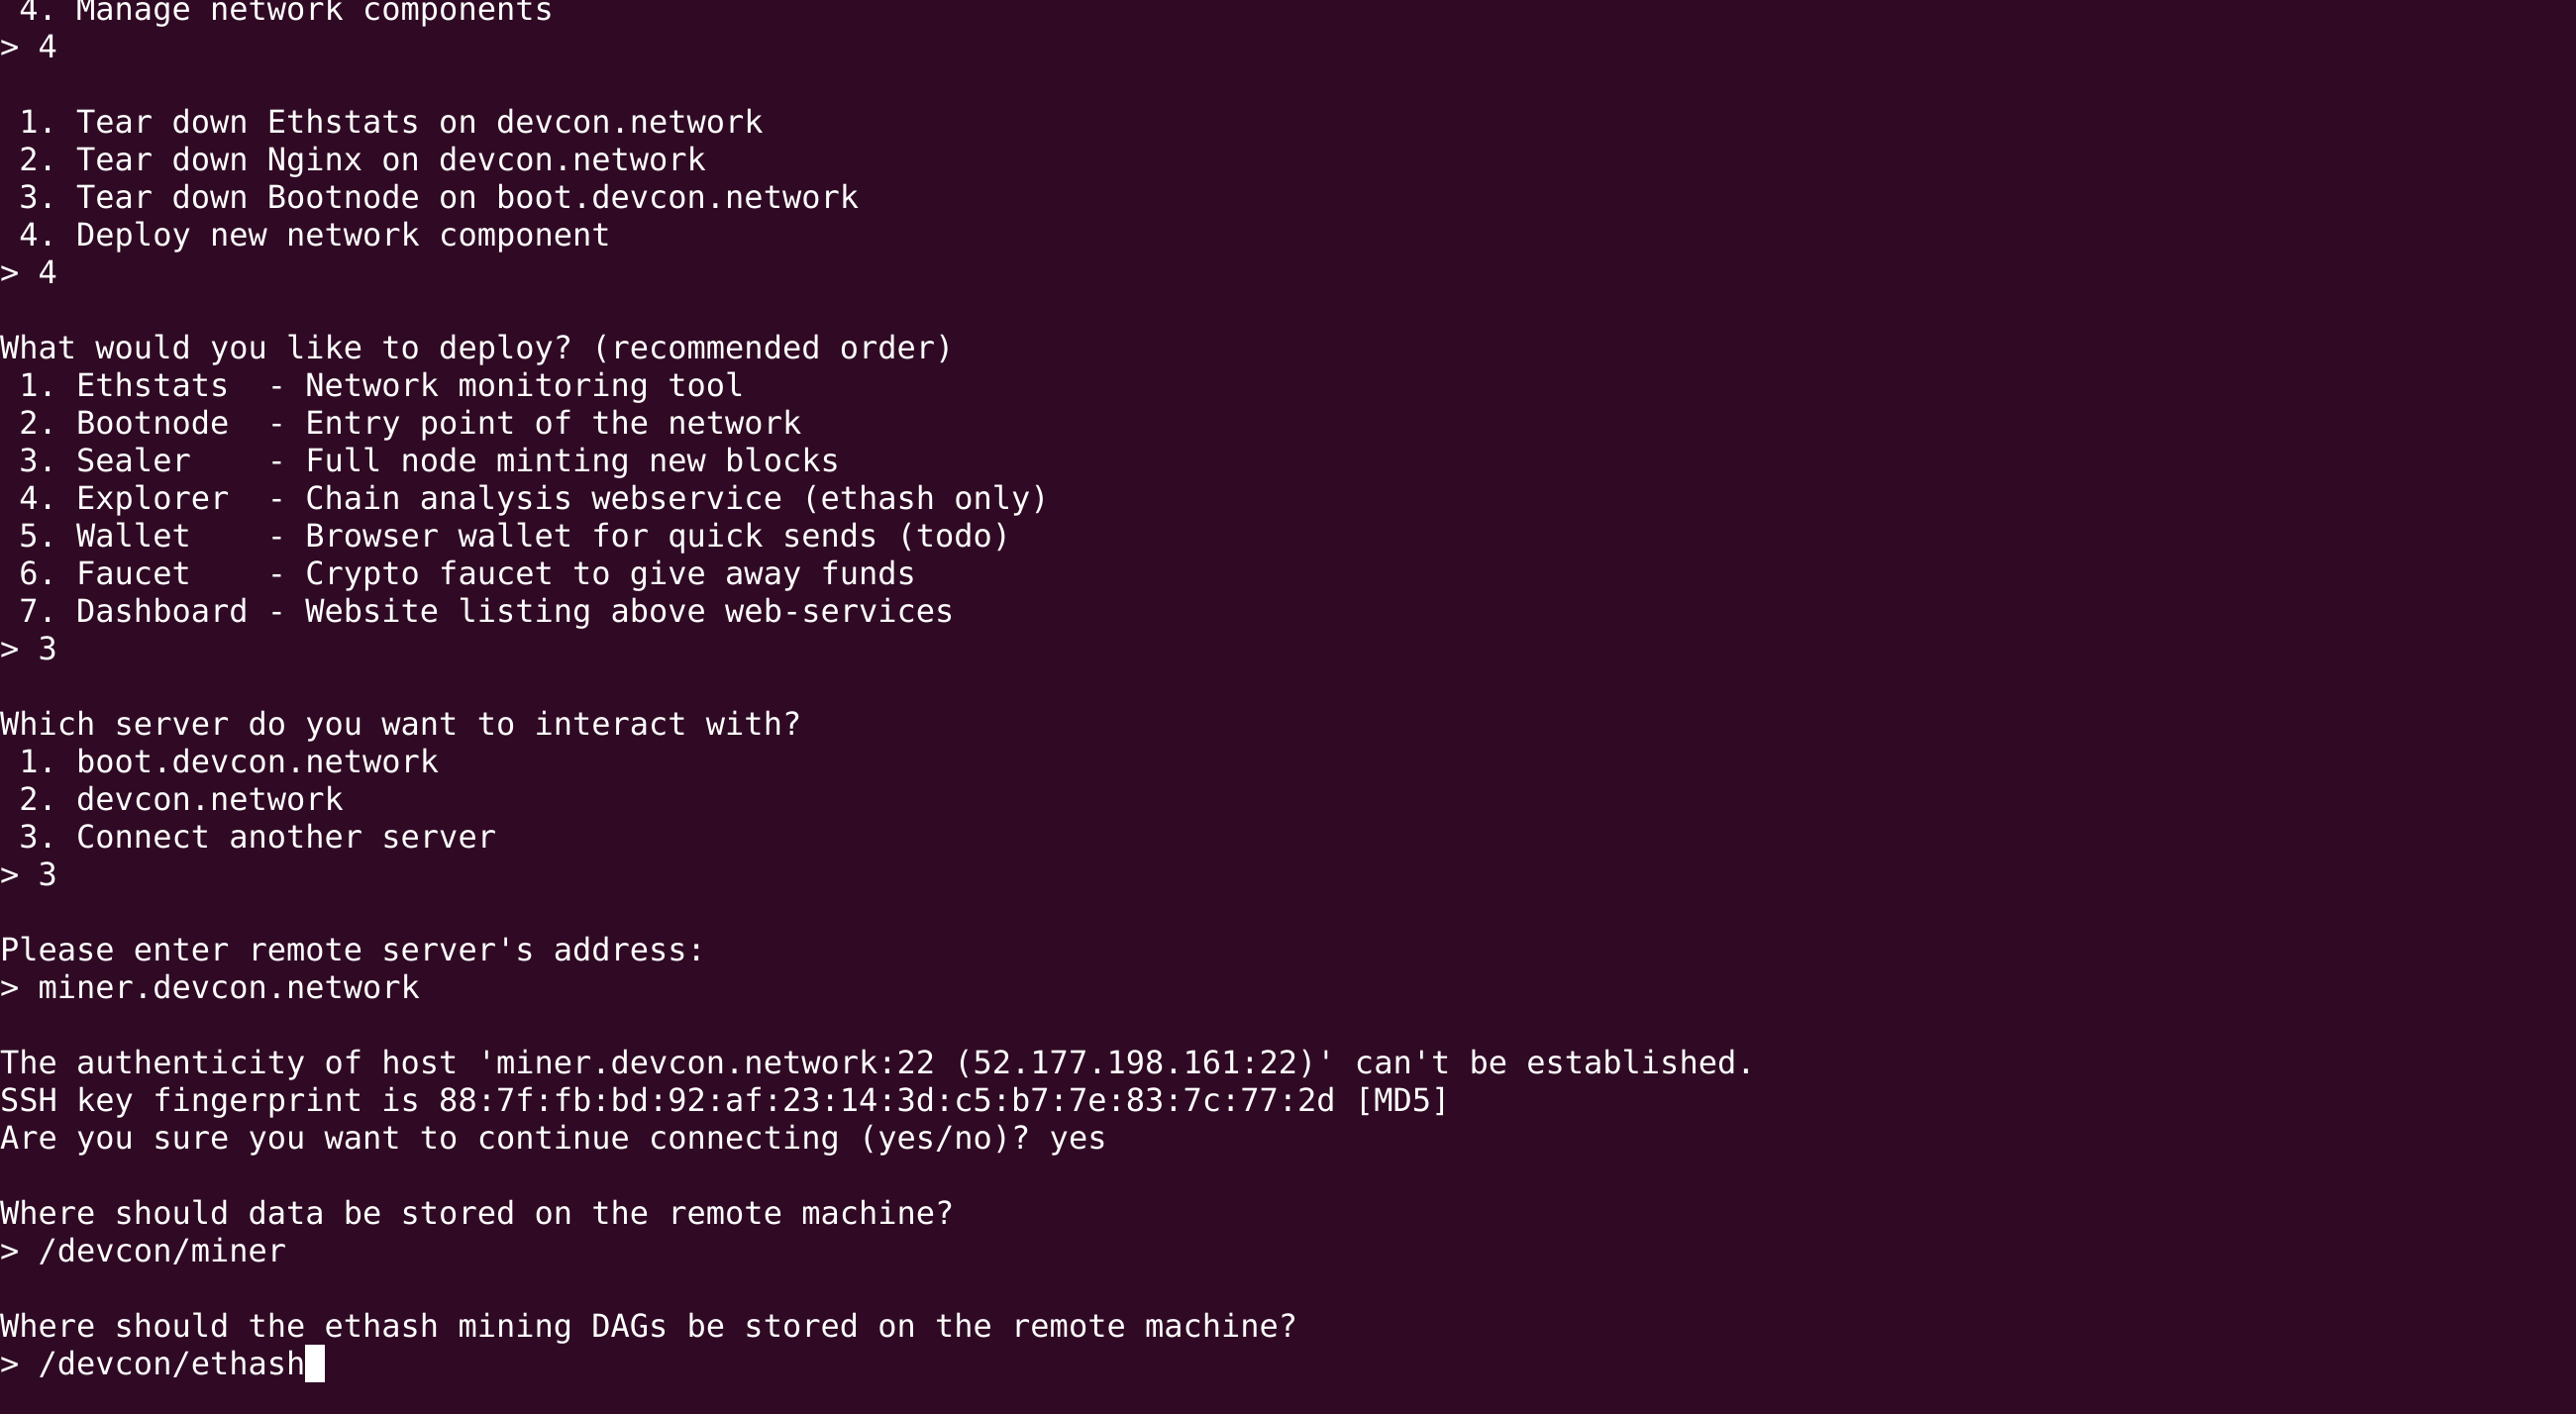 4. Manage network components
> 4

 1. Tear down Ethstats on devcon.network
 2. Tear down Nginx on devcon.network
 3. Tear down Bootnode on boot.devcon.network
 4. Deploy new network component
> 4

What would you like to deploy? (recommended order)
 1. Ethstats  - Network monitoring tool
 2. Bootnode  - Entry point of the network
 3. Sealer    - Full node minting new blocks
 4. Explorer  - Chain analysis webservice (ethash only)
 5. Wallet    - Browser wallet for quick sends (todo)
 6. Faucet    - Crypto faucet to give away funds
 7. Dashboard - Website listing above web-services
> 3

Which server do you want to interact with?
 1. boot.devcon.network
 2. devcon.network
 3. Connect another server
> 3

Please enter remote server's address:
> miner.devcon.network

The authenticity of host 'miner.devcon.network:22 (52.177.198.161:22)' can't be established.
SSH key fingerprint is 88:7f:fb:bd:92:af:23:14:3d:c5:b7:7e:83:7c:77:2d [MD5]
Are you sure you want to continue connecting (yes/no)? yes

Where should data be stored on the remote machine?
> /devcon/miner

Where should the ethash mining DAGs be stored on the remote machine?
> /devcon/ethash